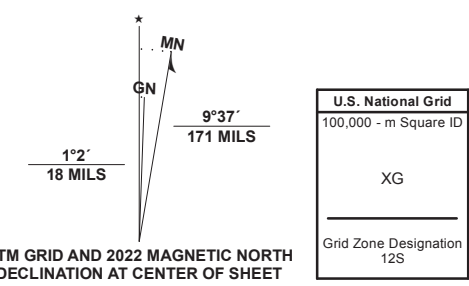 ★
MN
GN
9°37´
171 MILS
1°2´
18 MILS
TM GRID AND 2022 MAGNETIC NORTH
DECLINATION AT CENTER OF SHEET
U.S. National Grid
100,000 - m Square ID
XG
Grid Zone Designation
12S